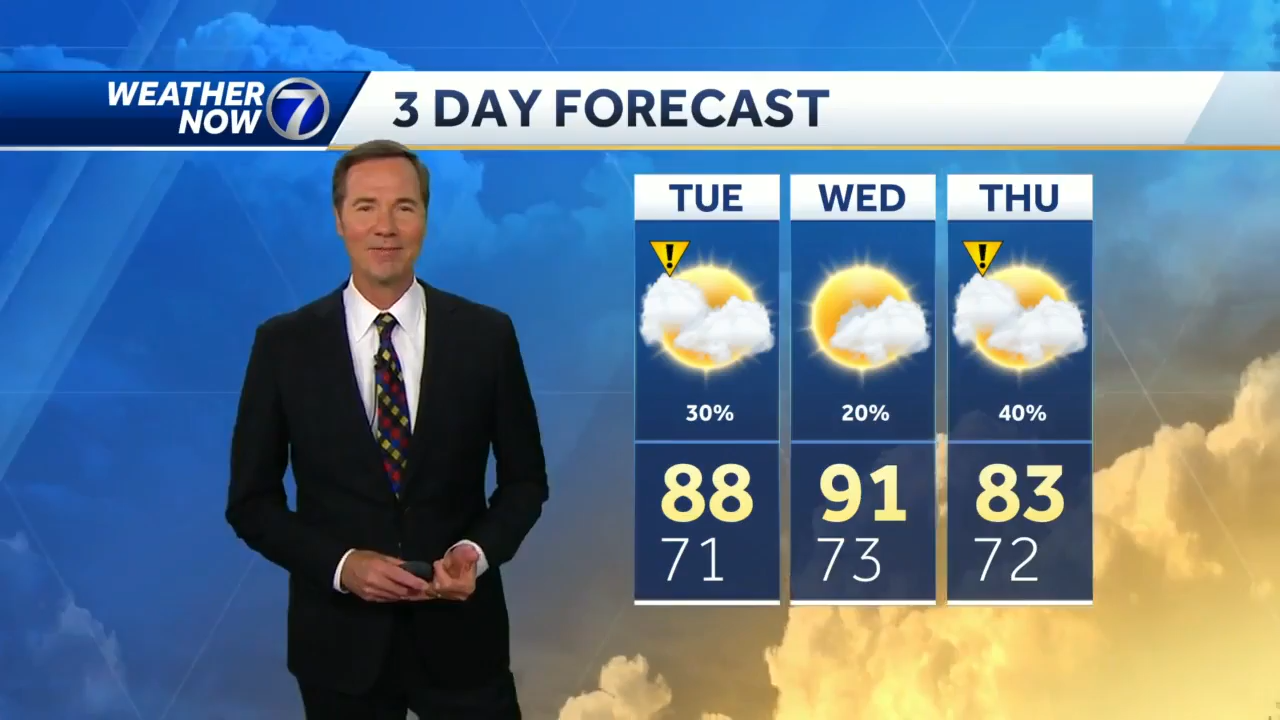 WEATHER
NOW
7
3 DAY FORECAST
TUE WED THU
! !
30% 20% 40%
88 91 83
71 73 72